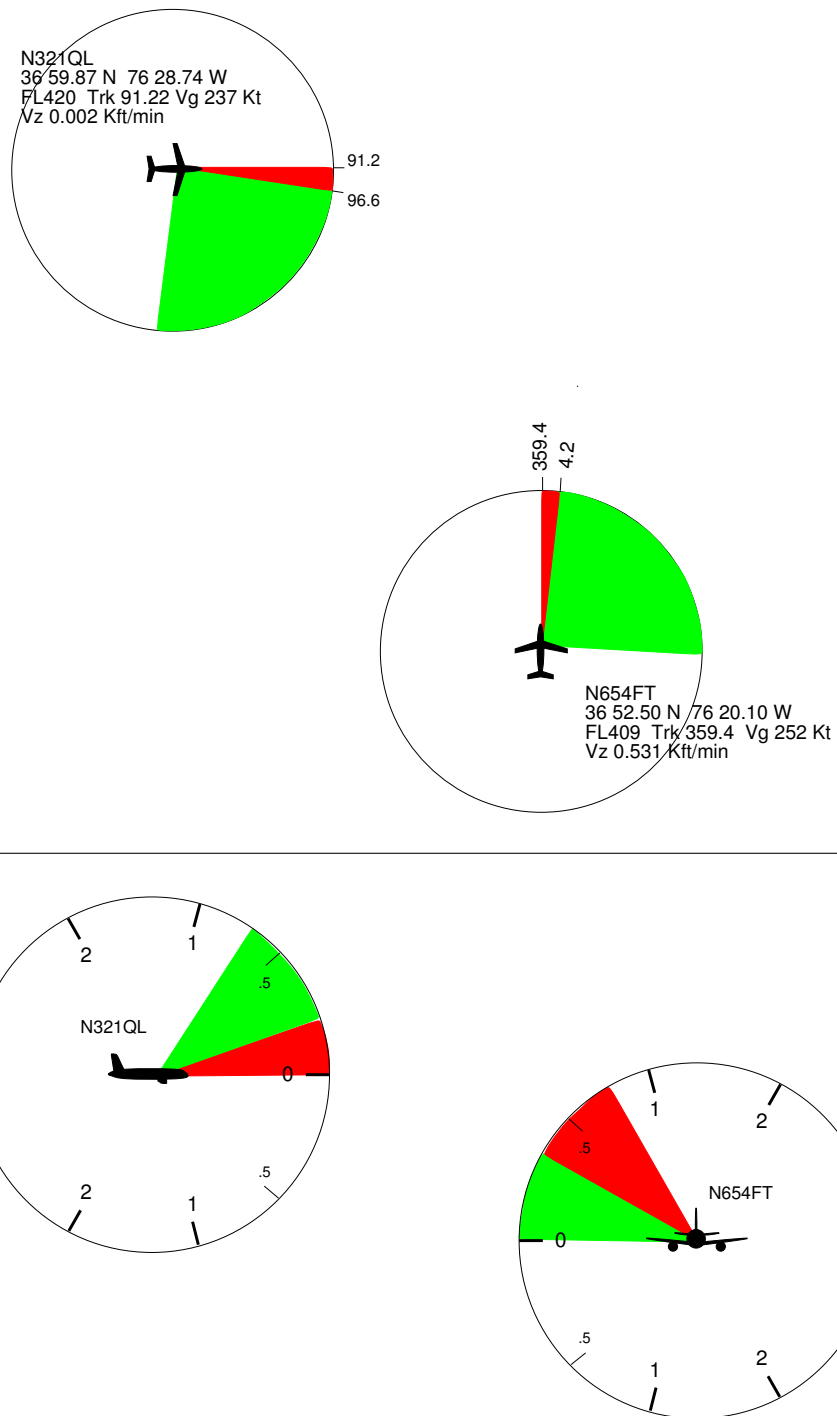 N321QL
36 59.87 N 76 28.74 W
FL420 Trk 91.22 Vg 237 Kt
Vz 0.002 Kft/min
91.2
96.6
359.4
4.2
N654FT
36 52.50 N 76 20.10 W
FL409 Trk 359.4 Vg 252 Kt
Vz 0.531 Kft/min
2
1
.5
N321QL
0
.5
2
1
1
2
.5
N654FT
0
.5
1
2